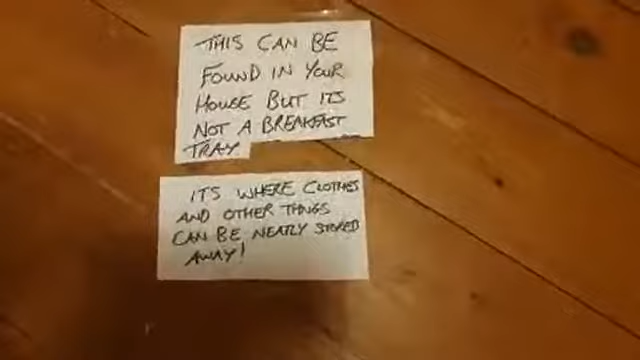 THIS CAN BE
FOUND IN YOUR
HOUSE BUT ITS
NOT A BREAKFAST
TRAY
ITS WHERE CLOTHES
AND OTHER THINGS
CAN BE NEATLY STORED
AWAY!